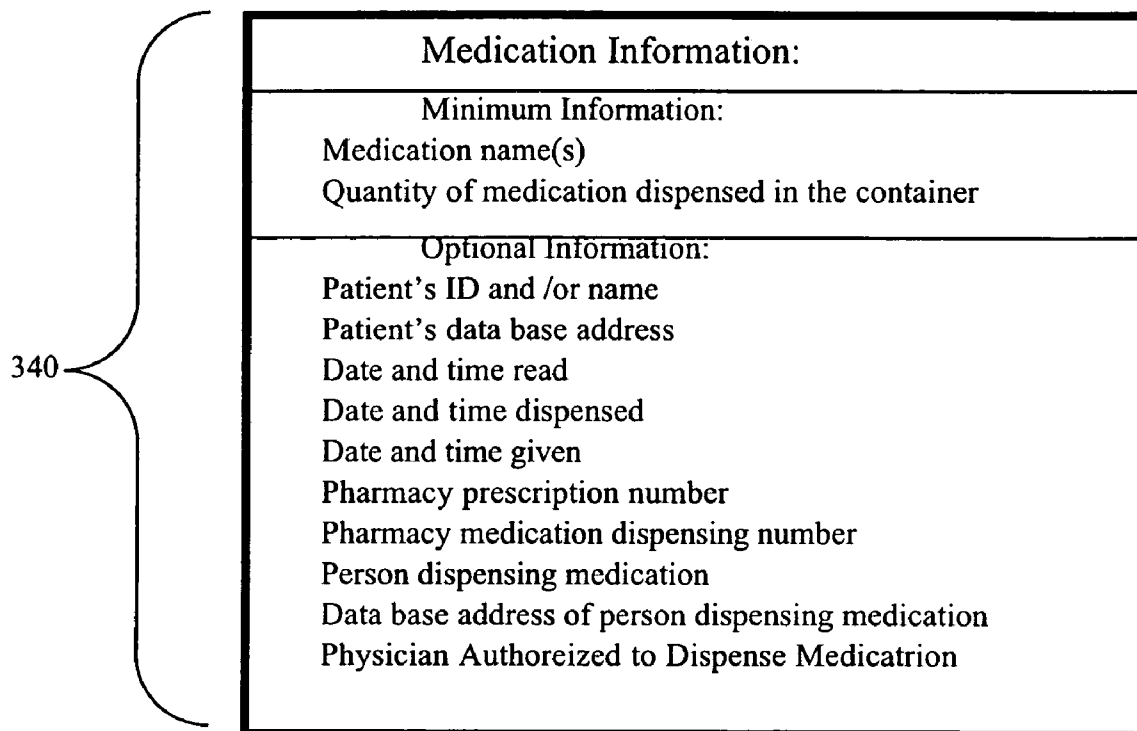 Medication Information:
Minimum Information:
Medication name(s)
Quantity of medication dispensed in the container
Optional Information:
Patient's ID and /or name
Patient's data base address
Date and time read
340
Date and time dispensed
Date and time given
Pharmacy prescription number
Pharmacy medication dispensing number
Person dispensing medication
Data base address of person dispensing medication
Physician Authoreized to Dispense Medicatrion